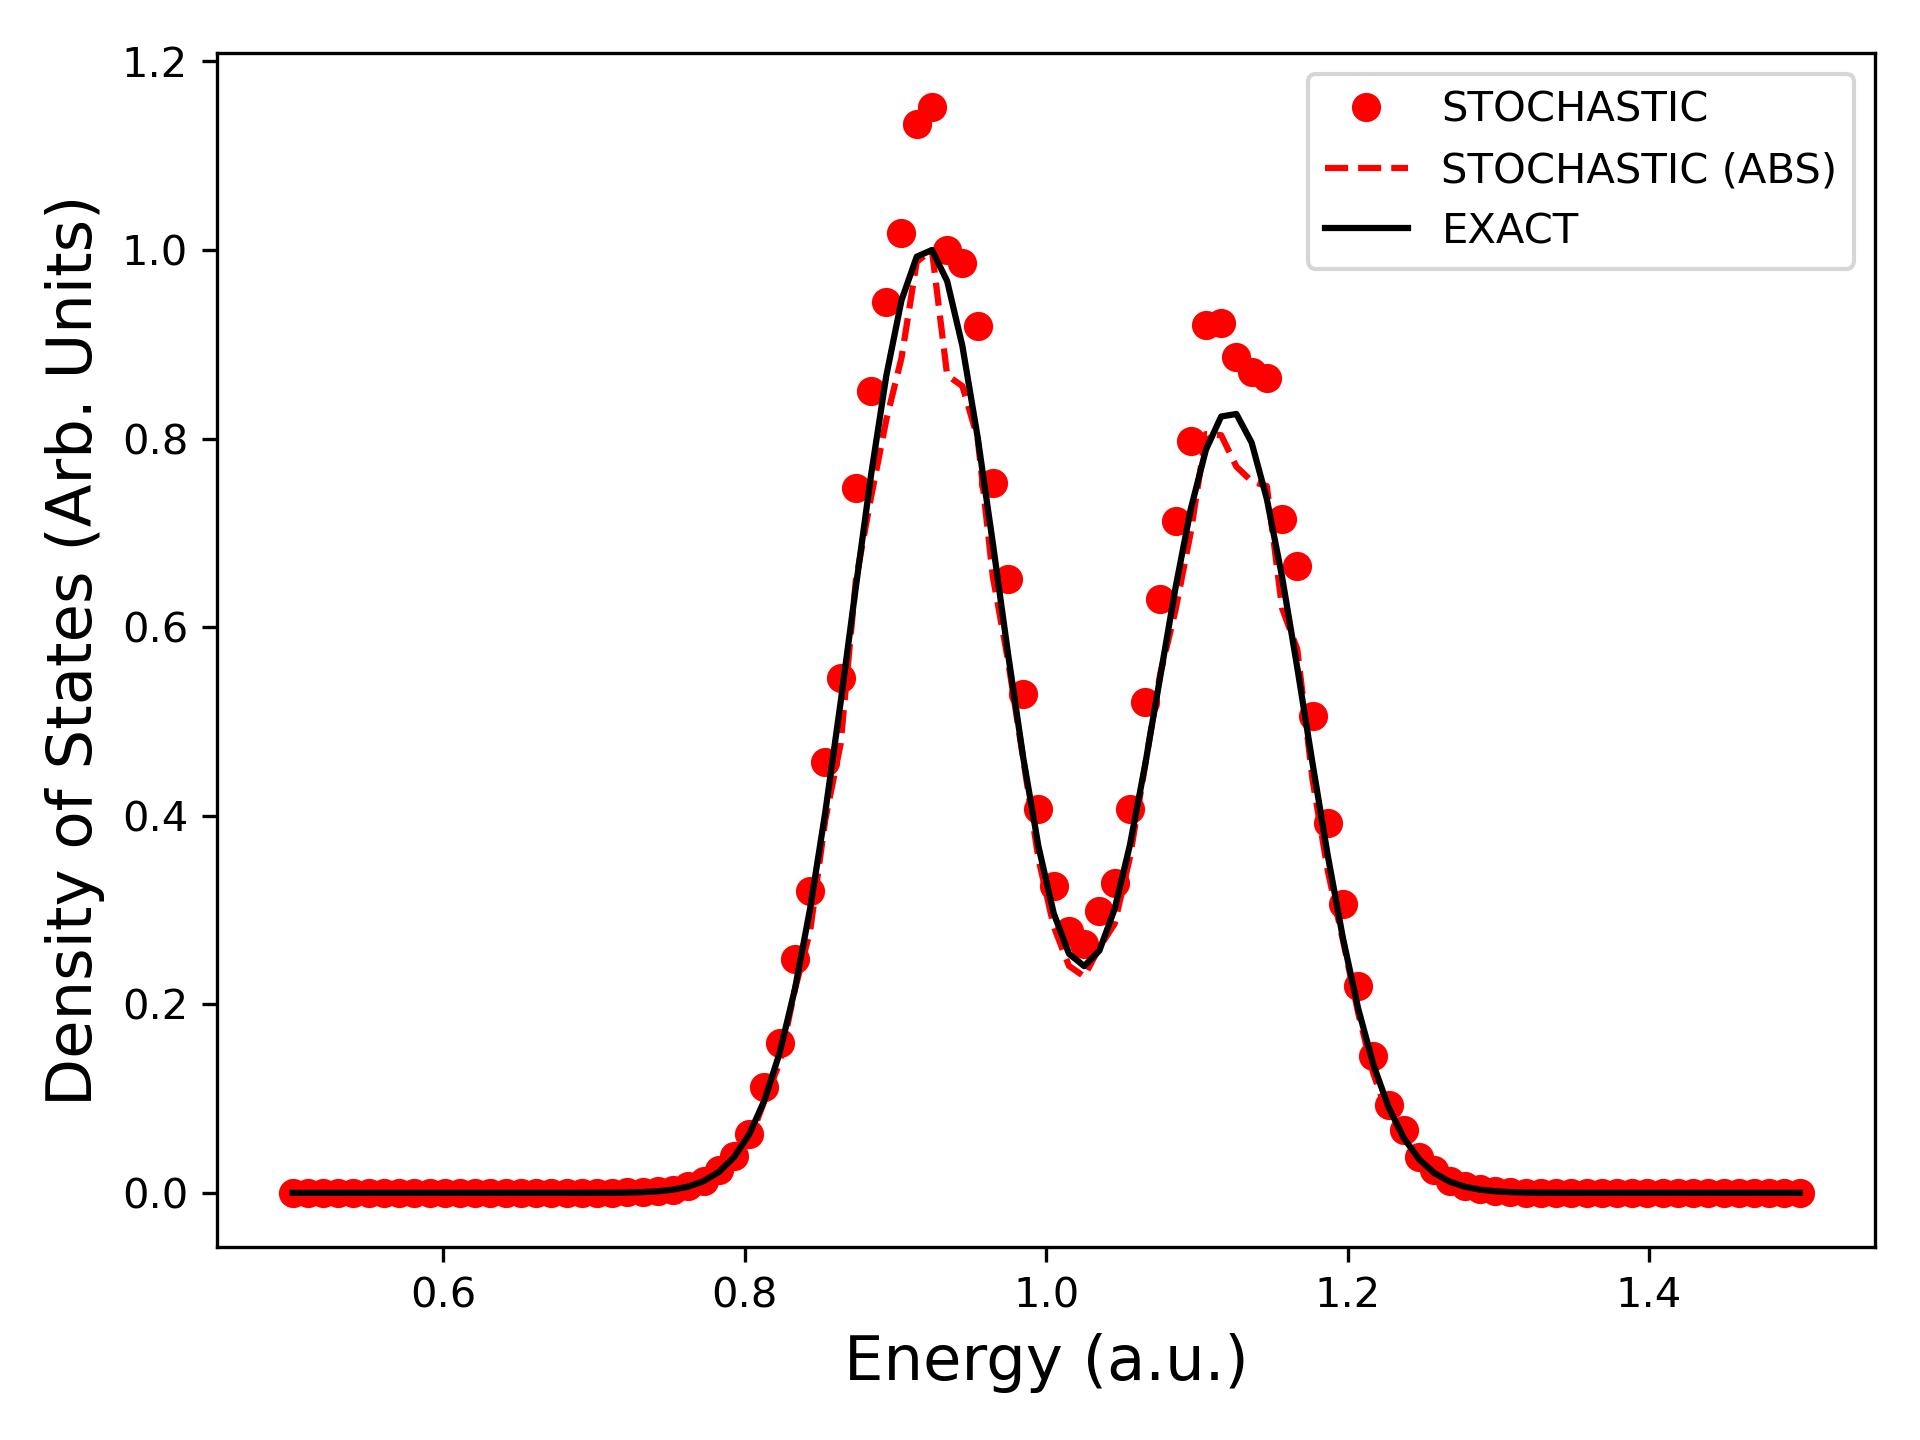 STOCHASTIC
STOCHASTIC (ABS)
EXACT
Density of States (Arb. Units)
1.2
1.0
0.8
0.6
0.4
0.2
0.0
0.6 0.8 1.0 1.2 1.4
Energy (a.u.)